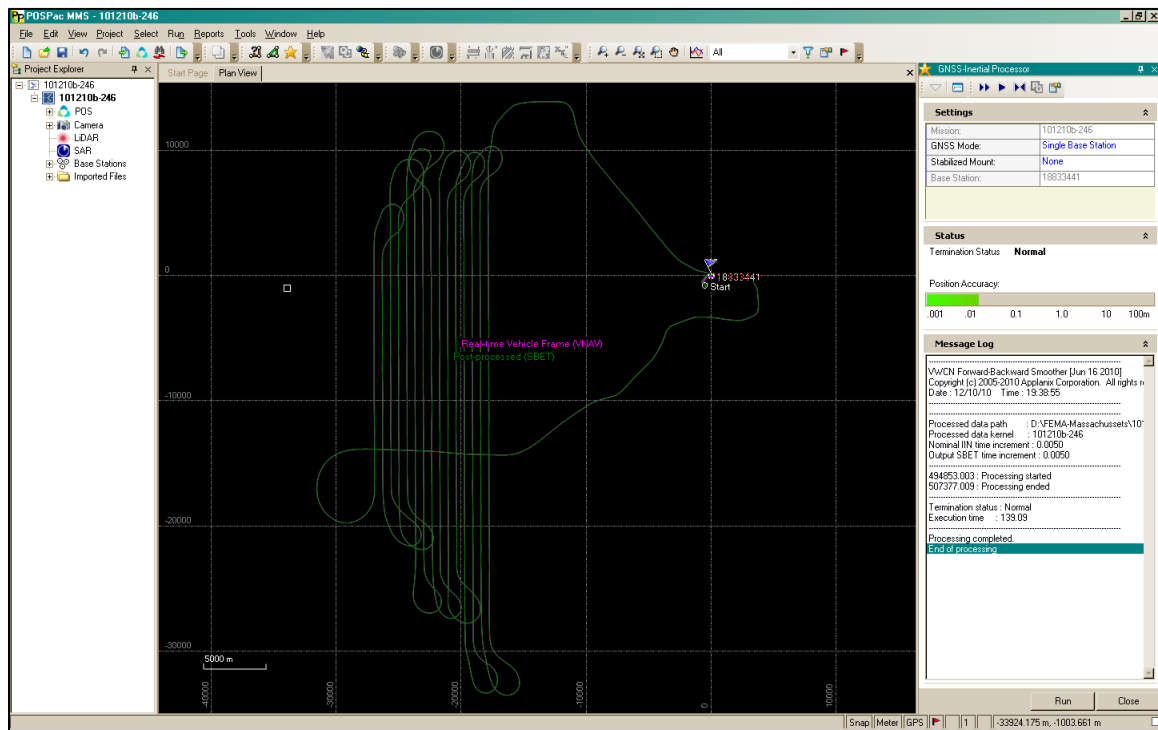 POSPac MMS - 101210b-246
File Edit View Project Select Run Reports Tools Window Help
All
Project Explorer
101210b-246
101210b-246
POS
Camera
LiDAR
SAR
Base Stations
Imported Files
Start Page Plan View
10000
0
-10000
-20000
-30000
18833441
Start
Real-time Vehicle Frame (VNAV)
Post-processed (SBET)
5000 m
-40000 -30000 -20000 -10000 0 10000
GNSS-Inertial Processor
Settings
Mission: 101210b-246
GNSS Mode: Single Base Station
Stabilized Mount: None
Base Station: 18833441
Status
Termination Status Normal
Position Accuracy:
.001 .01 0.1 1.0 10 100m
Message Log
VWCN Forward-Backward Smoother [Jun 16 2010]
Copyright (c) 2005-2010 Applanix Corporation. All rights r
Date : 12/10/10 Time : 19:38:55
Processed data path : D:\FEMA-Massachussets\101
Processed data kernel : 101210b-246
Nominal IIN time increment : 0.0050
Output SBET time increment : 0.0050
494853.003 : Processing started
507377.009 : Processing ended
Termination status : Normal
Execution time : 139.09
Processing completed.
End of processing
Run Close
Snap Meter GPS 1 -33924.175 m, -1003.661 m